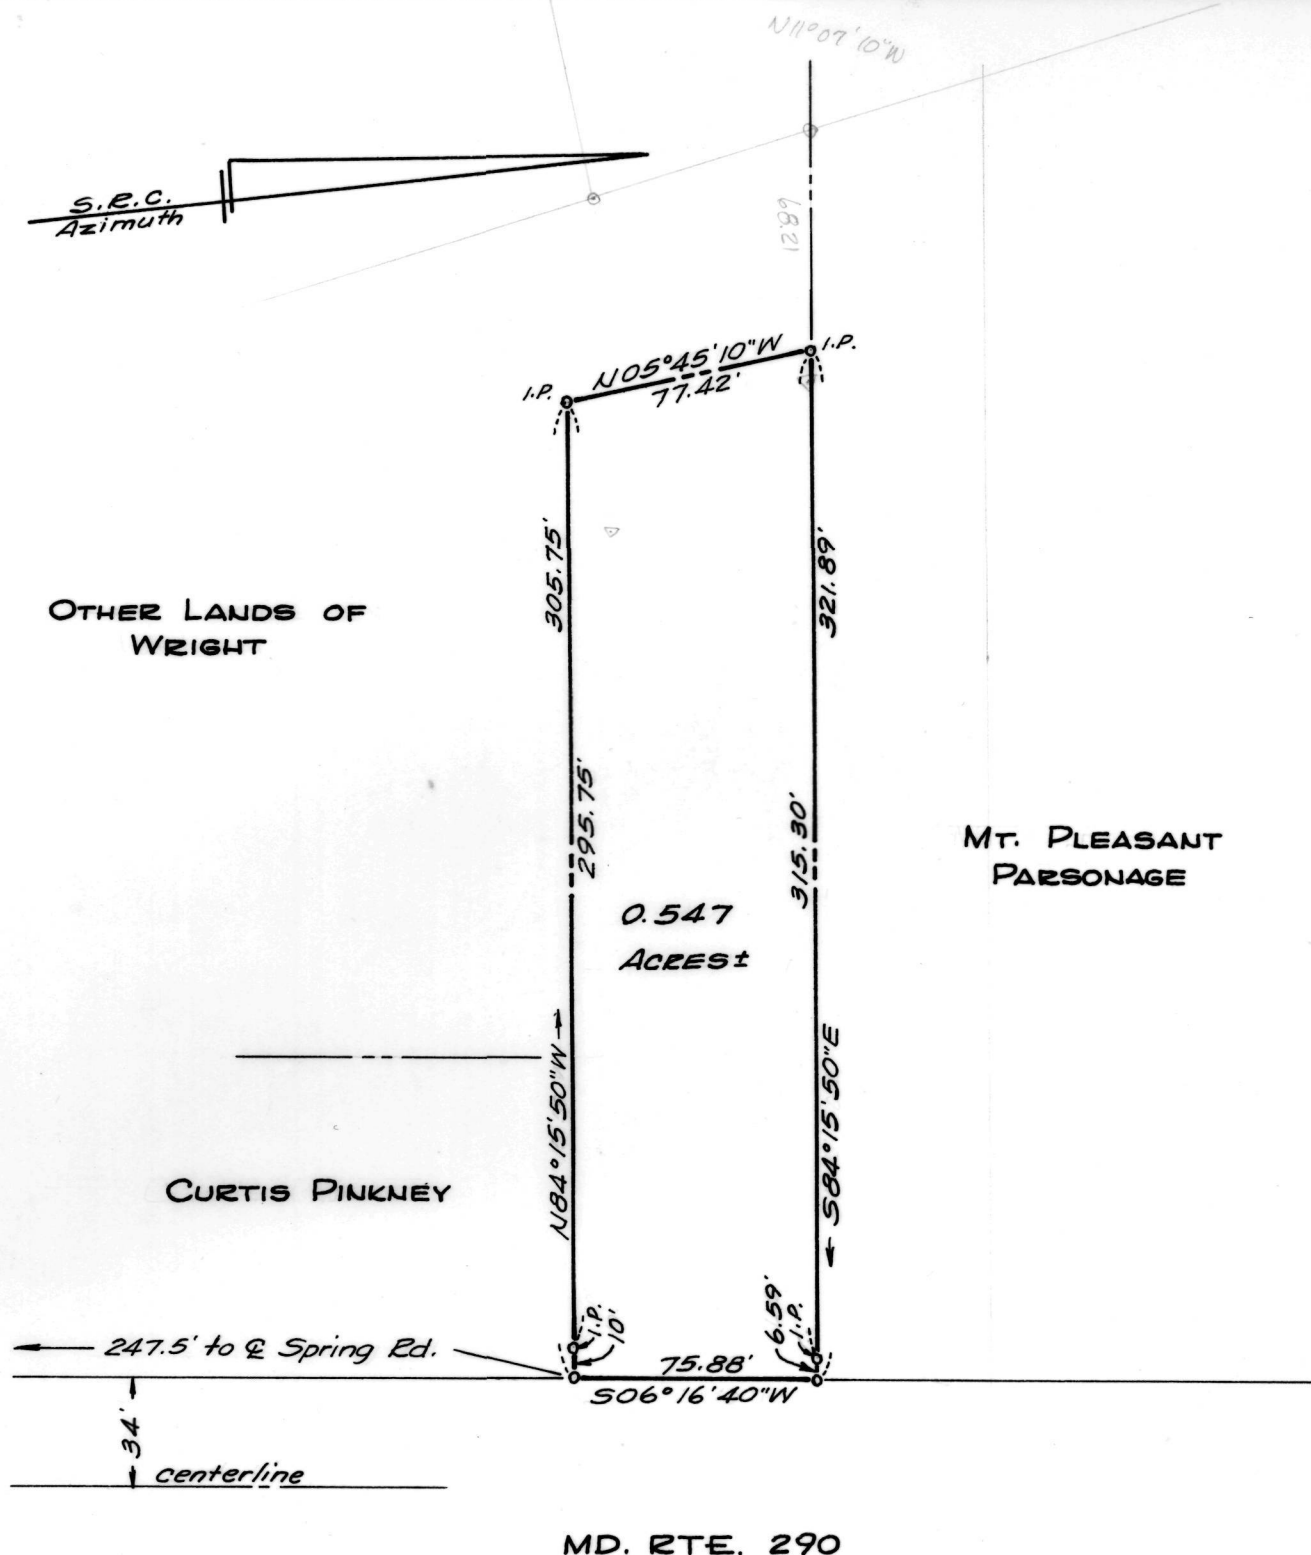 N11°07'10"W
S.R.C.
Azimuth
68.21
N05°45'10"W
77.42'
I.P.
I.P.
305.75'
321.89'
OTHER LANDS OF
WRIGHT
295.75'
315.30'
MT. PLEASANT
PARSONAGE
0.547
ACRES±
N84°15'50"W
S84°15'50"E
CURTIS PINKNEY
I.P.
10'
6.59'
I.P.
247.5' to ℄ Spring Rd.
75.88'
S06°16'40"W
34'
centerline
MD. RTE. 290